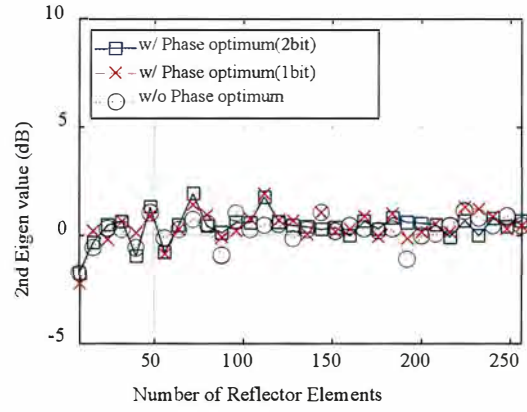 10
w/ Phase optimum(2bit)
w/ Phase optimum(1bit)
w/o Phase optimum
5
2nd Eigen value (dB)
0
-5
50
100
150
200
250
Number of Reflector Elements